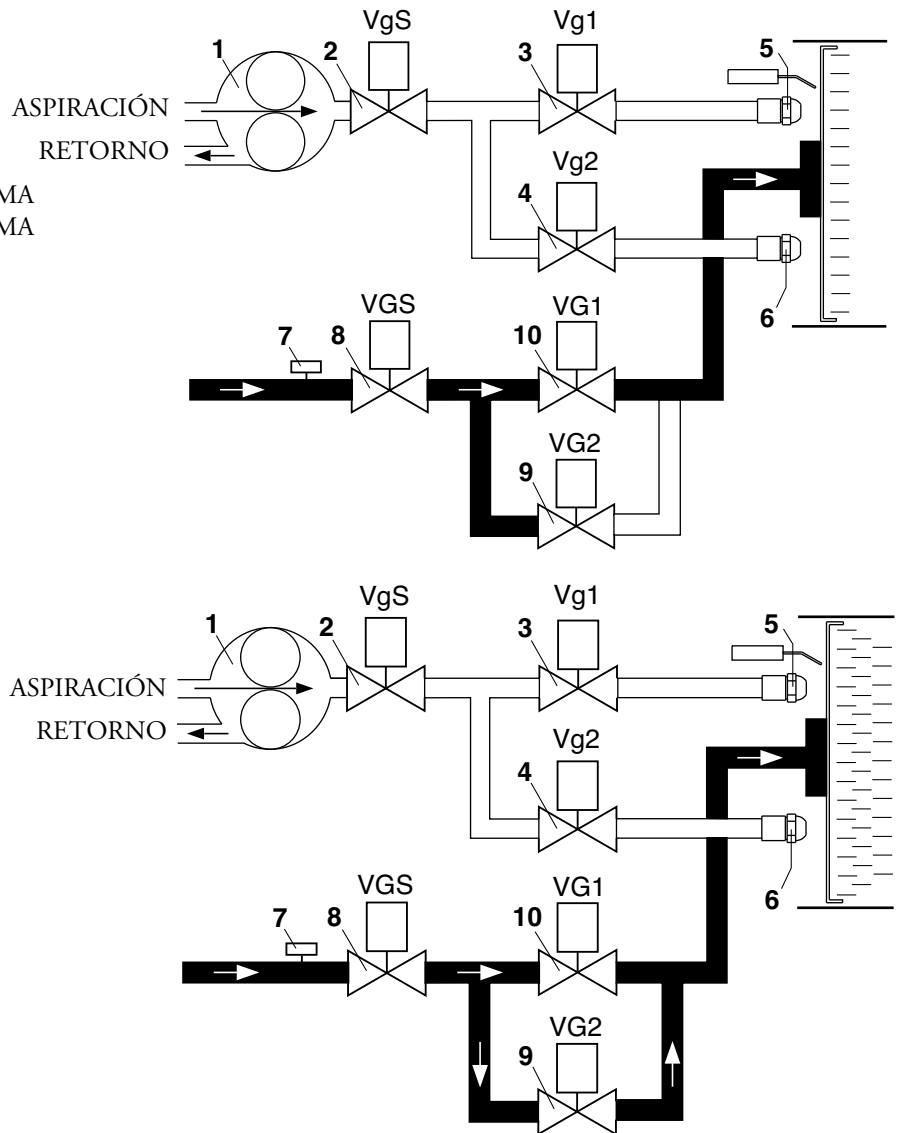 VgS Vg1
1 2 3 5
ASPIRACIÓN
RETORNO
Vg2
MA
4
MA
6
VGS VG1
7 8 10
VG2
9
VgS Vg1
1 2 3 5
ASPIRACIÓN
RETORNO
Vg2
4
6
VGS VG1
7 8 10
VG2
9